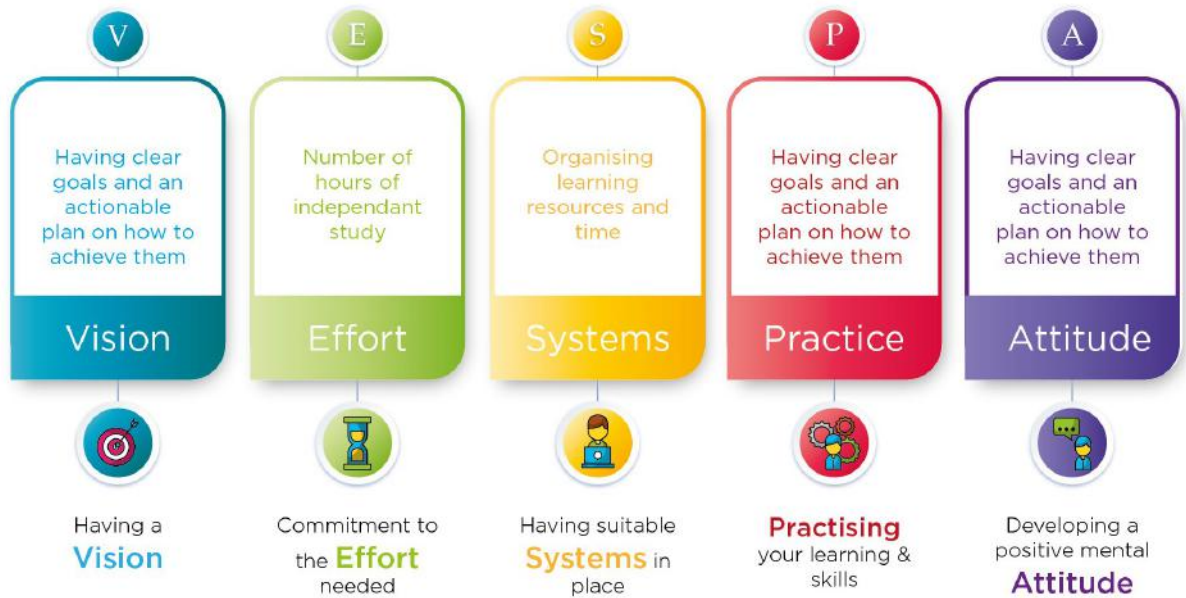 V
Having clear
goals and an
actionable
plan on how to
achieve them
Vision
Having a
Vision
E
Number of
hours of
independant
study
Effort
Commitment to
the Effort
needed
S
Organising
learning
resources and
time
Systems
Having suitable
Systems in
place
P
Having clear
goals and an
actionable
plan on how to
achieve them
Practice
Practising
your learning &
skills
A
Having clear
goals and an
actionable
plan on how to
achieve them
Attitude
Developing a
positive mental
Attitude